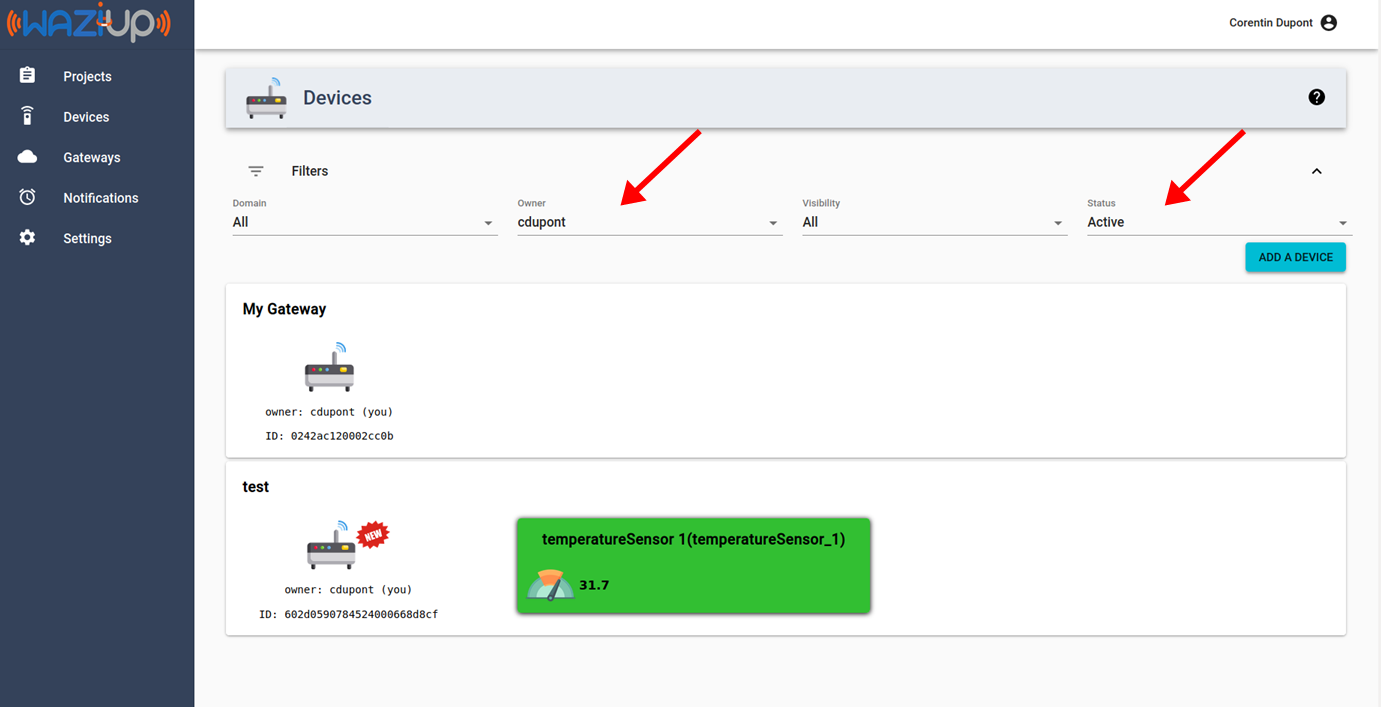 WAZIUP
Corentin Dupont
Projects
Devices
Gateways
Notifications
Settings
Devices
?
Filters
Domain
All
Owner
cdupont
Visibility
All
Status
Active
ADD A DEVICE
My Gateway
owner: cdupont (you)
ID: 0242ac120002cc0b
test
NEW
owner: cdupont (you)
ID: 602d0590784524000668d8cf
temperatureSensor 1(temperatureSensor_1)
31.7